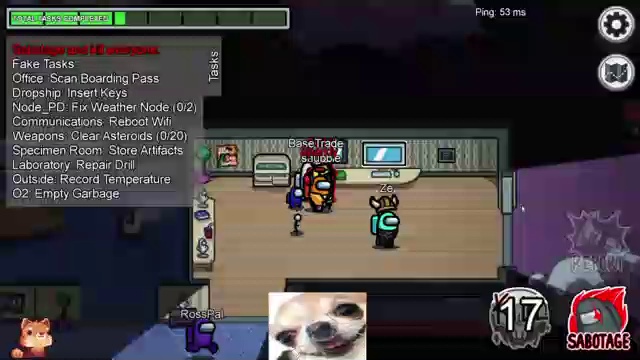 TOTAL TASKS COMPLETED
Ping: 53 ms
Sabotage and kill everyone.
Fake Tasks:
Office: Scan Boarding Pass
Dropship: Insert Keys
Node_PD: Fix Weather Node (0/2)
Communications: Reboot Wifi
Weapons: Clear Asteroids (0/20)
Specimen Room: Store Artifacts
Laboratory: Repair Drill
Outside: Record Temperature
O2: Empty Garbage
Tasks
BaseTrade
Ze
REPORT
RossPal
17
SABOTAGE